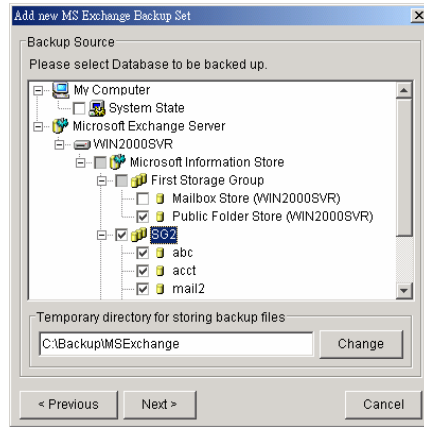 Add new MS Exchange Backup Set
Backup Source
Please select Database to be backed up.
My Computer
System State
Microsoft Exchange Server
WIN2000SVR
Microsoft Information Store
First Storage Group
Mailbox Store (WIN2000SVR)
Public Folder Store (WIN2000SVR)
SG2
abc
acct
mail2
Temporary directory for storing backup files
C:\Backup\MSExchange
Change
< Previous
Next >
Cancel